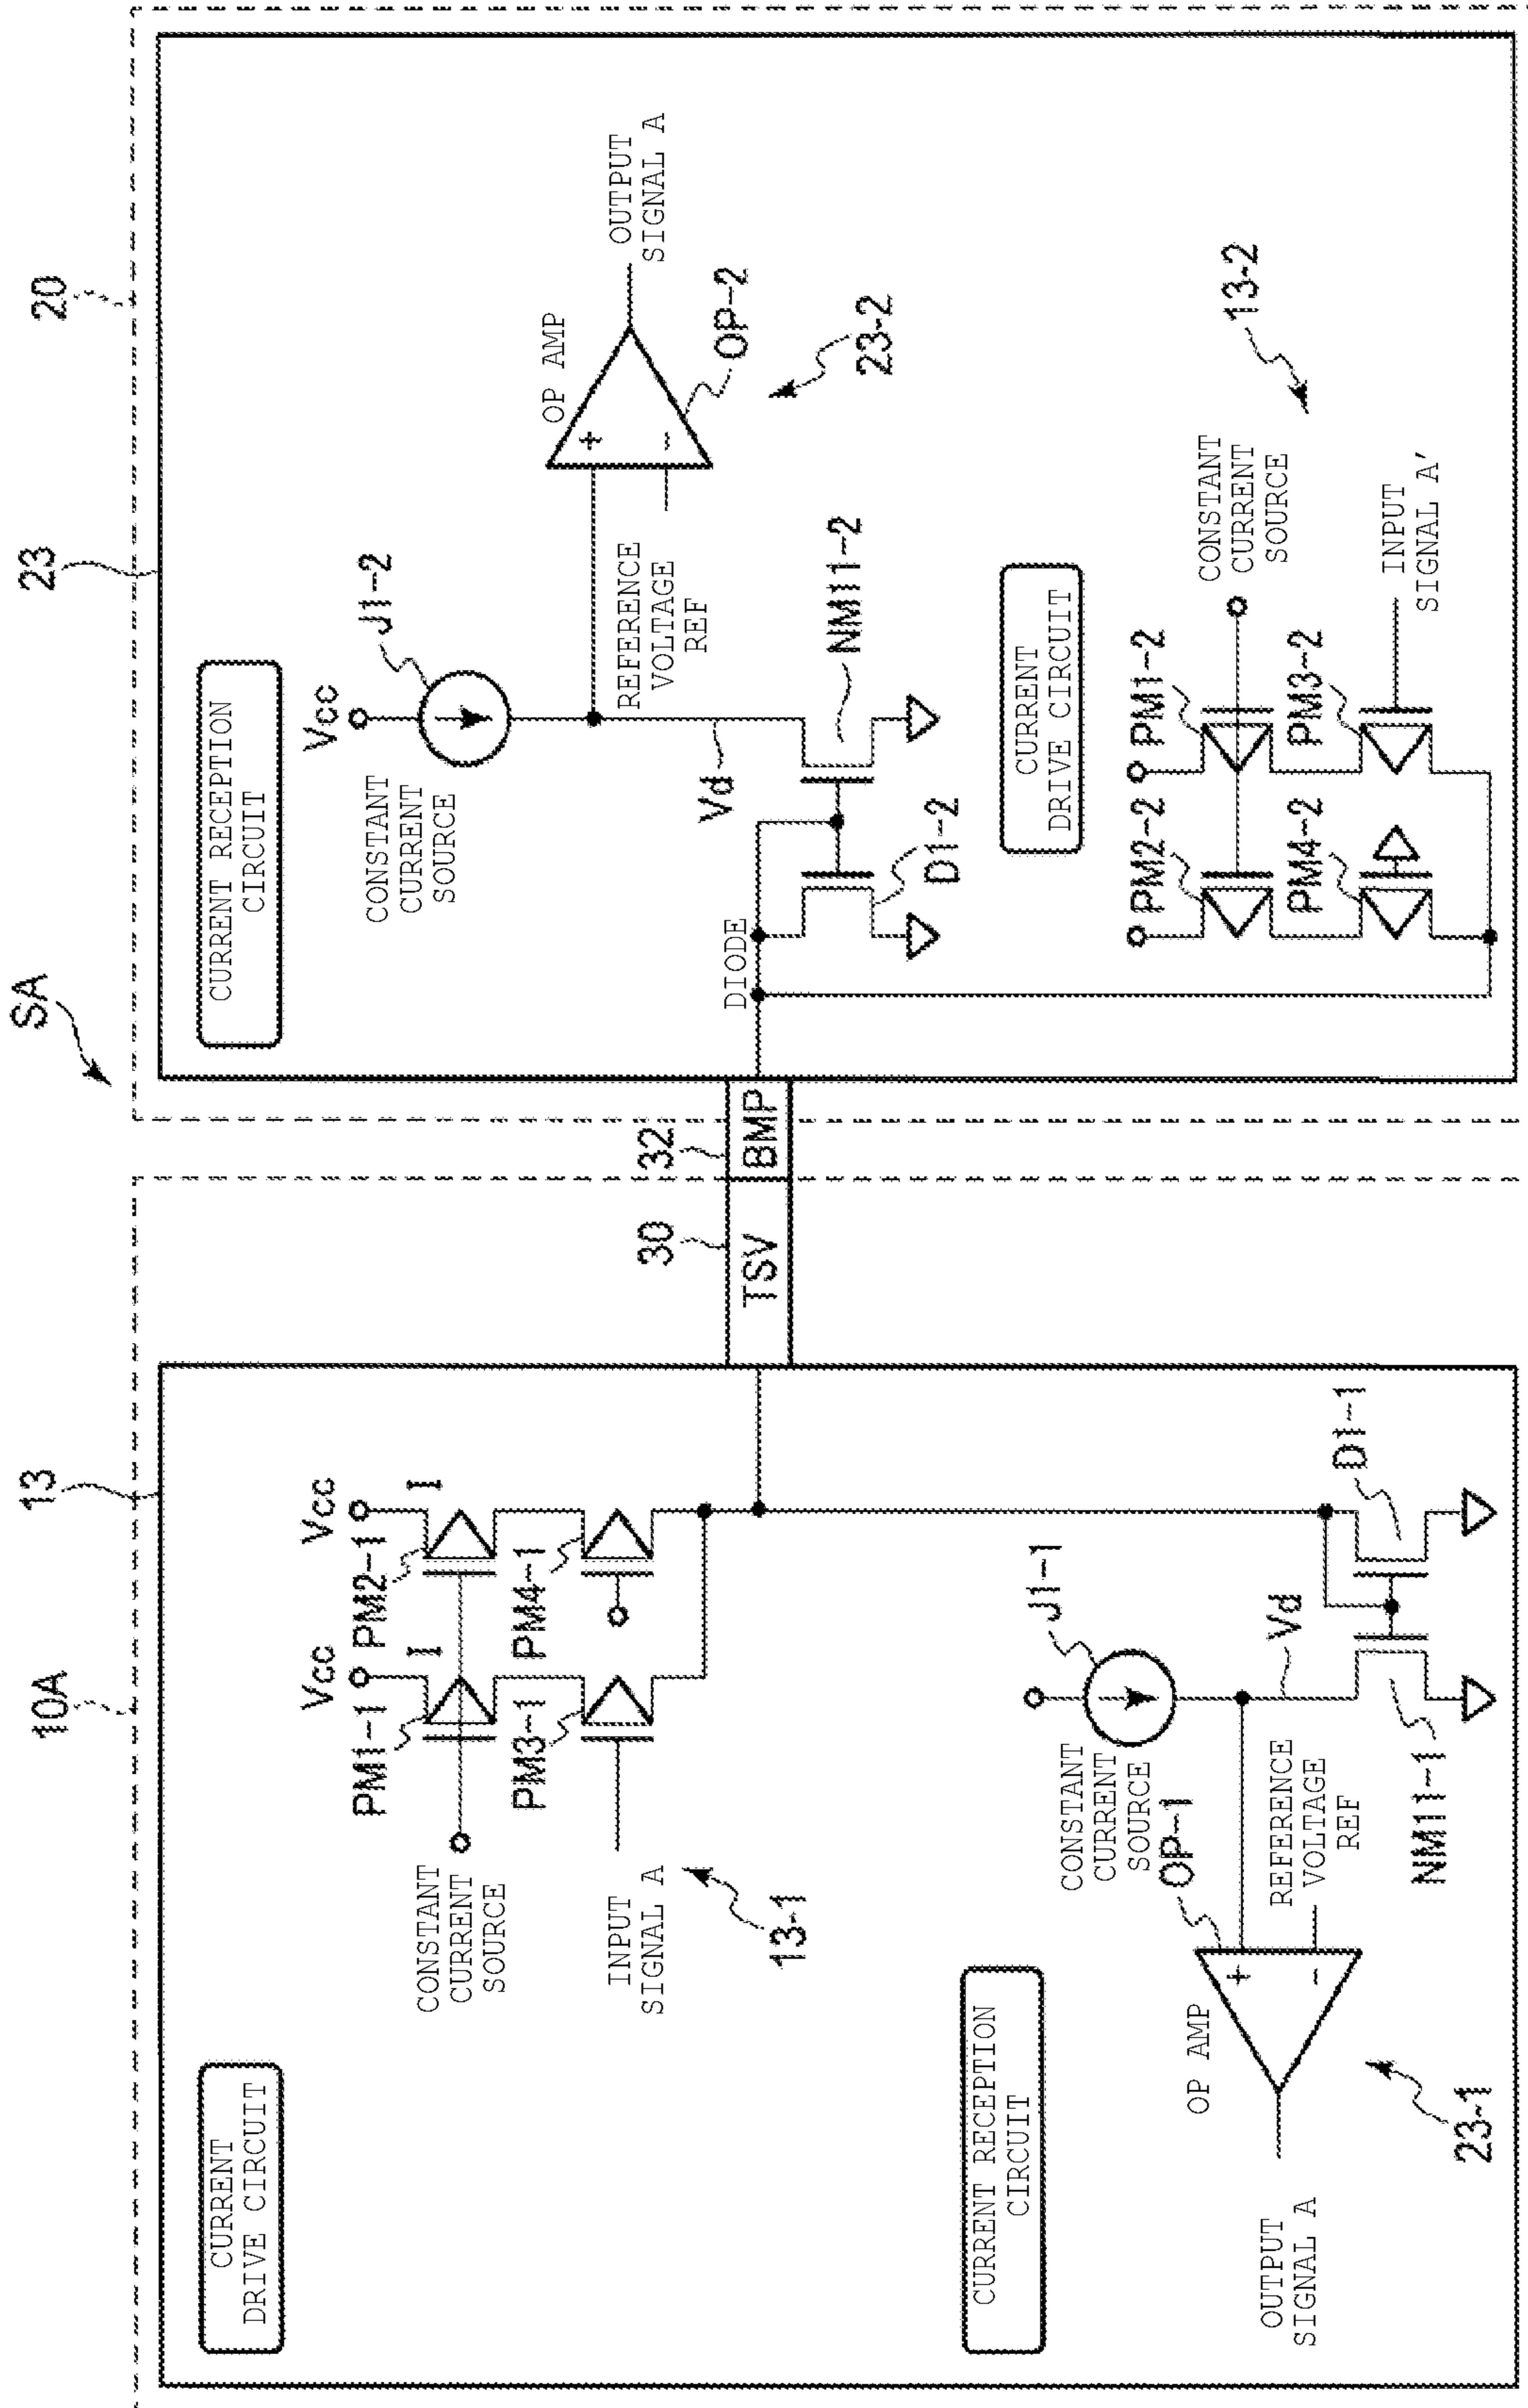 SA
10A
13
CURRENT
DRIVE CIRCUIT
Vcc
Vcc
PM1-1
I
PM2-1
I
CONSTANT
CURRENT
SOURCE
PM3-1
PM4-1
INPUT
SIGNAL A
13-1
CURRENT RECEPTION
CIRCUIT
J1-1
CONSTANT
CURRENT
SOURCE
OP-1
OP AMP
+
-
Vd
REFERENCE
VOLTAGE
REF
OUTPUT
SIGNAL A
D1-1
NM11-1
23-1
30
TSV
32
BMP
20
23
CURRENT RECEPTION
CIRCUIT
Vcc
J1-2
CONSTANT
CURRENT
SOURCE
OP AMP
+
-
OUTPUT
SIGNAL A
OP-2
REFERENCE
VOLTAGE
REF
Vd
23-2
DIODE
NM11-2
D1-2
CURRENT
DRIVE CIRCUIT
13-2
PM2-2
PM1-2
CONSTANT
CURRENT
SOURCE
PM4-2
PM3-2
INPUT
SIGNAL A'